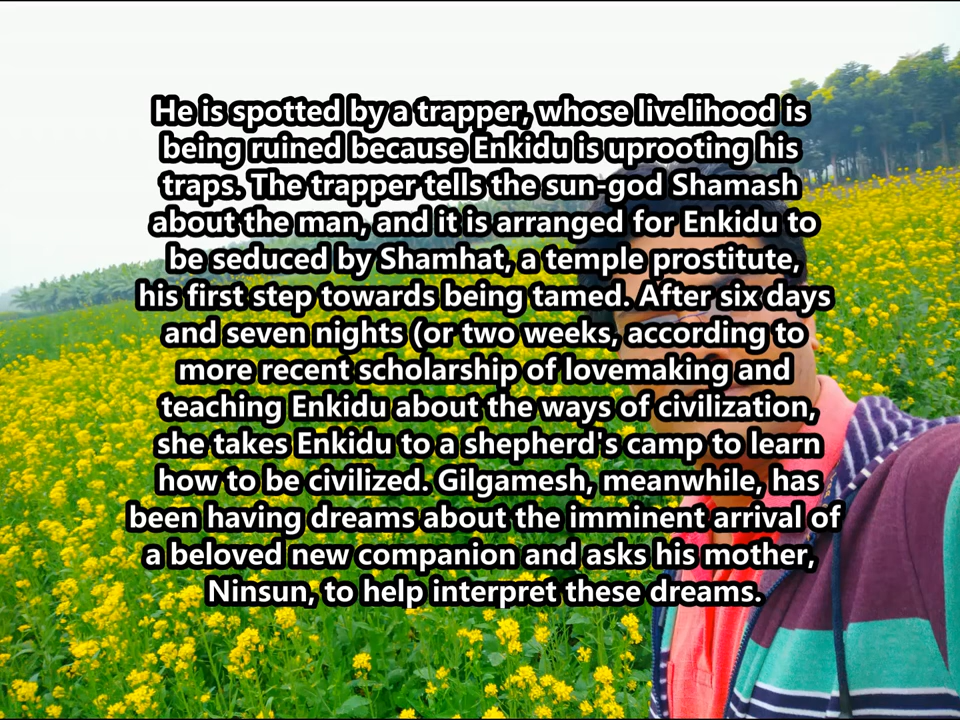 He is spotted by a trapper, whose livelihood is
being ruined because Enkidu is uprooting his
traps. The trapper tells the sun-god Shamash
about the man, and it is arranged for Enkidu to
be seduced by Shamhat, a temple prostitute,
his first step towards being tamed. After six days
and seven nights (or two weeks, according to
more recent scholarship of lovemaking and
teaching Enkidu about the ways of civilization,
she takes Enkidu to a shepherd's camp to learn
how to be civilized. Gilgamesh, meanwhile, has
been having dreams about the imminent arrival of
a beloved new companion and asks his mother,
Ninsun, to help interpret these dreams.